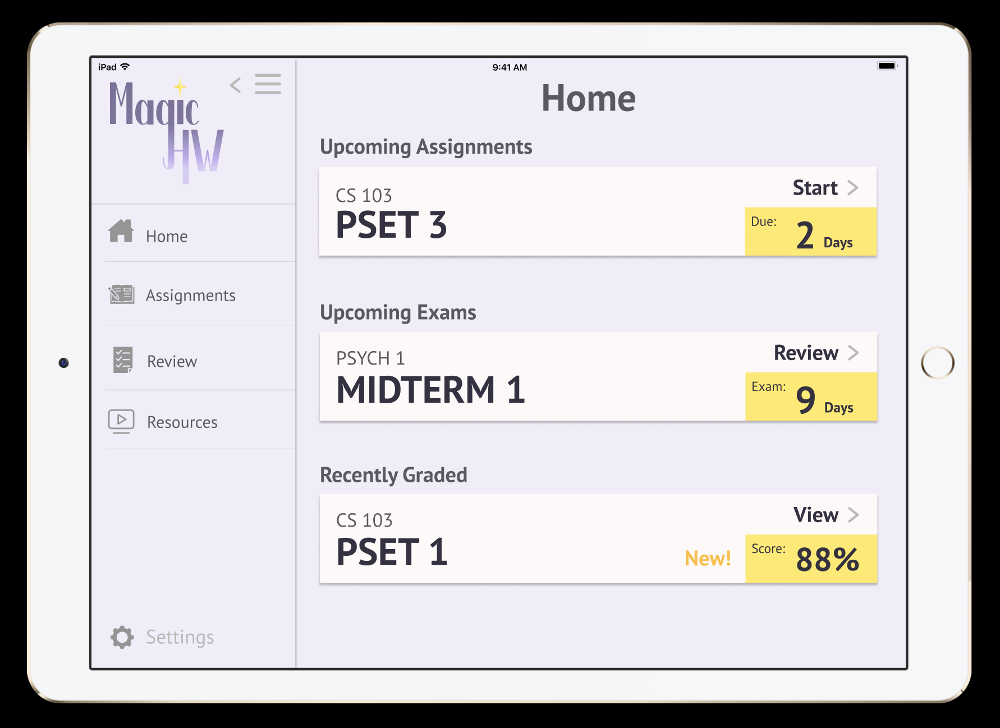 iPad
9:41 AM
Magic
HW
Home
Assignments
Review
Resources
Settings
Home
Upcoming Assignments
CS 103
PSET 3
Start
Due: 2 Days
Upcoming Exams
PSYCH 1
MIDTERM 1
Review
Exam: 9 Days
Recently Graded
CS 103
PSET 1
New!
View
Score: 88%